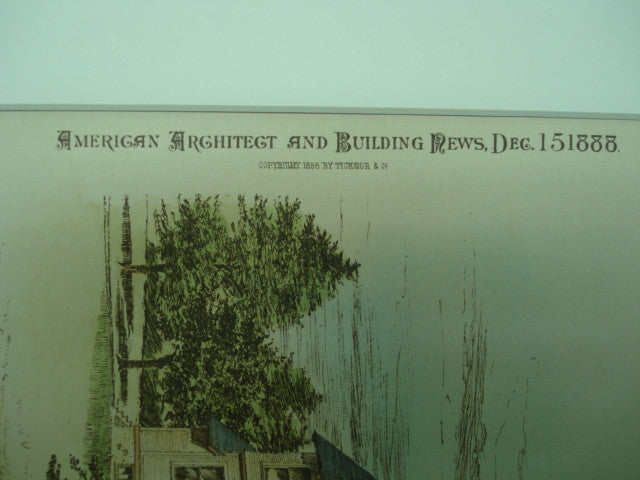 AMERICAN ARCHITECT AND BUILDING NEWS, DEC. 15 1888.
COPYRIGHT 1888 BY TICKNOR & CO